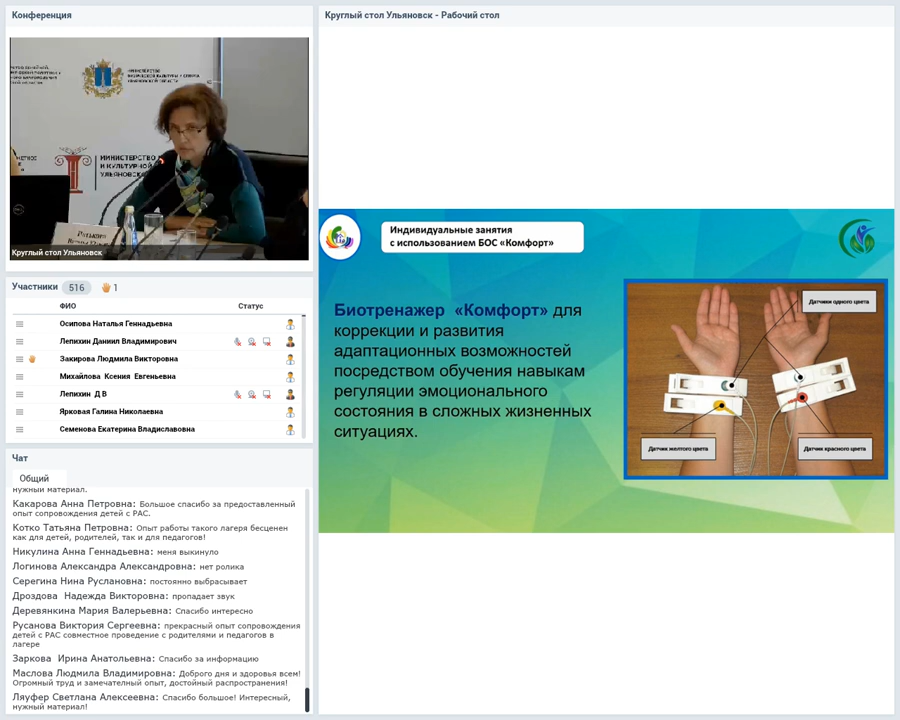 Конференция
МИНИСТЕРСТВО
МИНИСТЕРСТВО
И КУЛЬТУРНОЙ
УЛЬЯНОВСКОЙ
Круглый стол Ульяновск
Участники 516 1
ФИО Статус
Осипова Наталья Геннадьевна
Лепихин Даниил Владимирович
Закирова Людмила Викторовна
Михайлова Ксения Евгеньевна
Лепихин Д В
Ярковая Галина Николаевна
Семенова Екатерина Владиславовна
Чат
Общий
нужный материал.
Какарова Анна Петровна: Большое спасибо за предоставленный
опыт сопровождения детей с РАС.
Котко Татьяна Петровна: Опыт работы такого лагеря бесценен
как для детей, родителей, так и для педагогов!
Никулина Анна Геннадьевна: меня выкинуло
Логинова Александра Александровна: нет ролика
Серегина Нина Руслановна: постоянно выбрасывает
Дроздова Надежда Викторовна: пропадает звук
Деревянкина Мария Валерьевна: Спасибо интересно
Русанова Виктория Сергеевна: прекрасный опыт сопровождения
детей с РАС совместное проведение с родителями и педагогов в
лагере
Заркова Ирина Анатольевна: Спасибо за информацию
Маслова Людмила Владимировна: Доброго дня и здоровья всем!
Огромный труд и замечательный опыт, достойный распространения!
Ляуфер Светлана Алексеевна: Спасибо большое! Интересный,
нужный материал!
Круглый стол Ульяновск - Рабочий стол
Индивидуальные занятия
с использованием БОС «Комфорт»
Биотренажер «Комфорт» для
коррекции и развития
адаптационных возможностей
посредством обучения навыкам
регуляции эмоционального
состояния в сложных жизненных
ситуациях.
Датчики одного цвета
Датчик желтого цвета
Датчик красного цвета